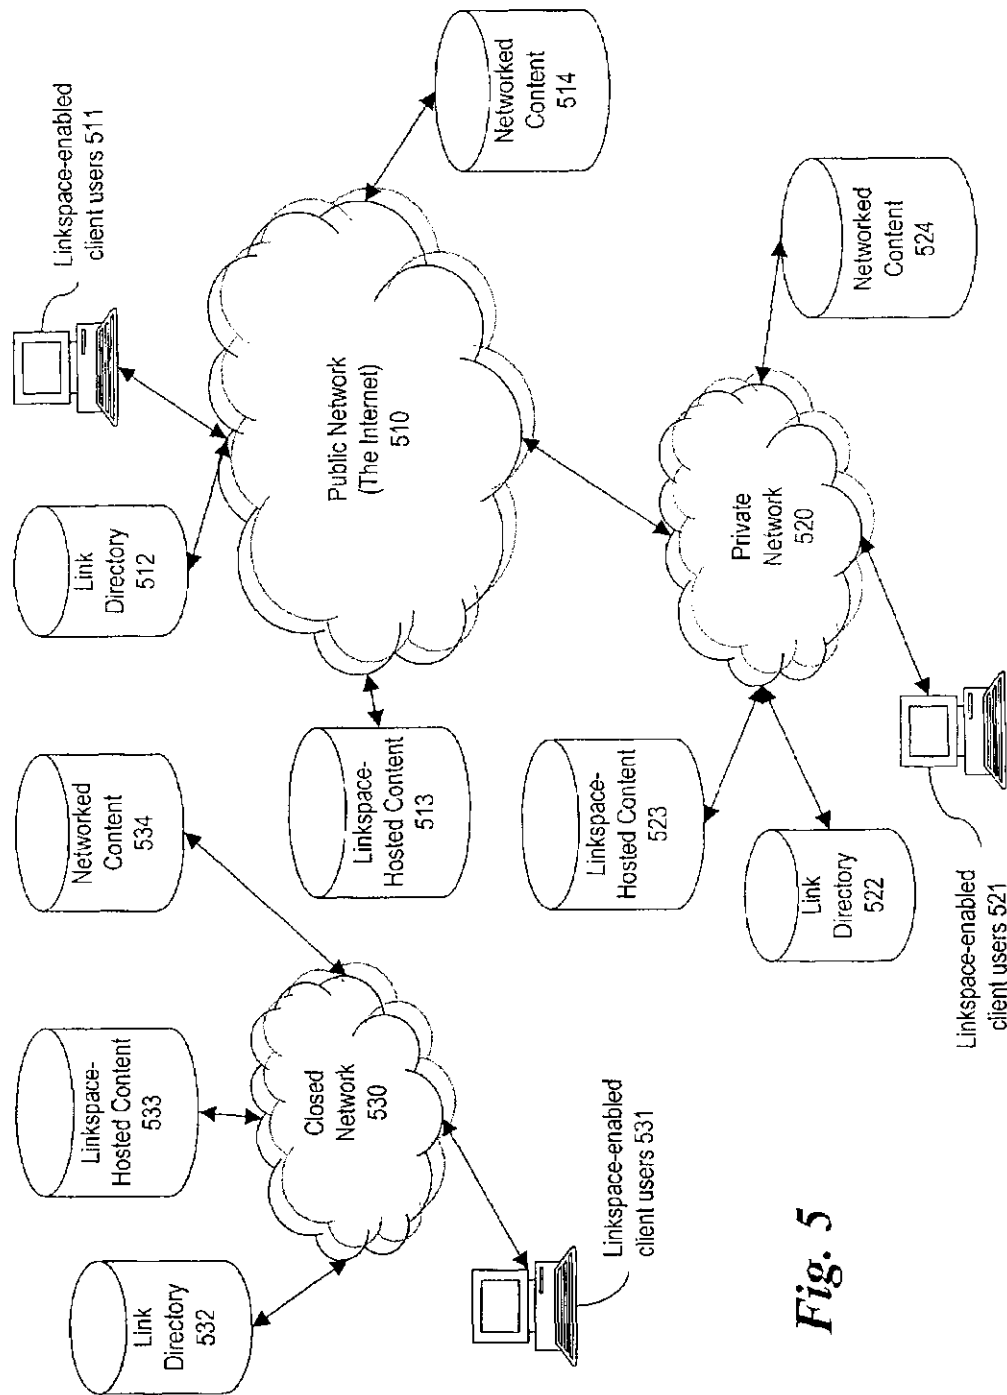 Link
Directory
532
Linkspace-
Hosted Content
533
Networked
Content
534
Link
Directory
512
Linkspace-enabled
client users 511
Closed
Network
530
Linkspace-
Hosted Content
513
Public Network
(The Internet)
510
Networked
Content
514
Linkspace-enabled
client users 531
Linkspace-
Hosted Content
523
Link
Directory
522
Private
Network
520
Networked
Content
524
Linkspace-enabled
client users 521
Fig. 5